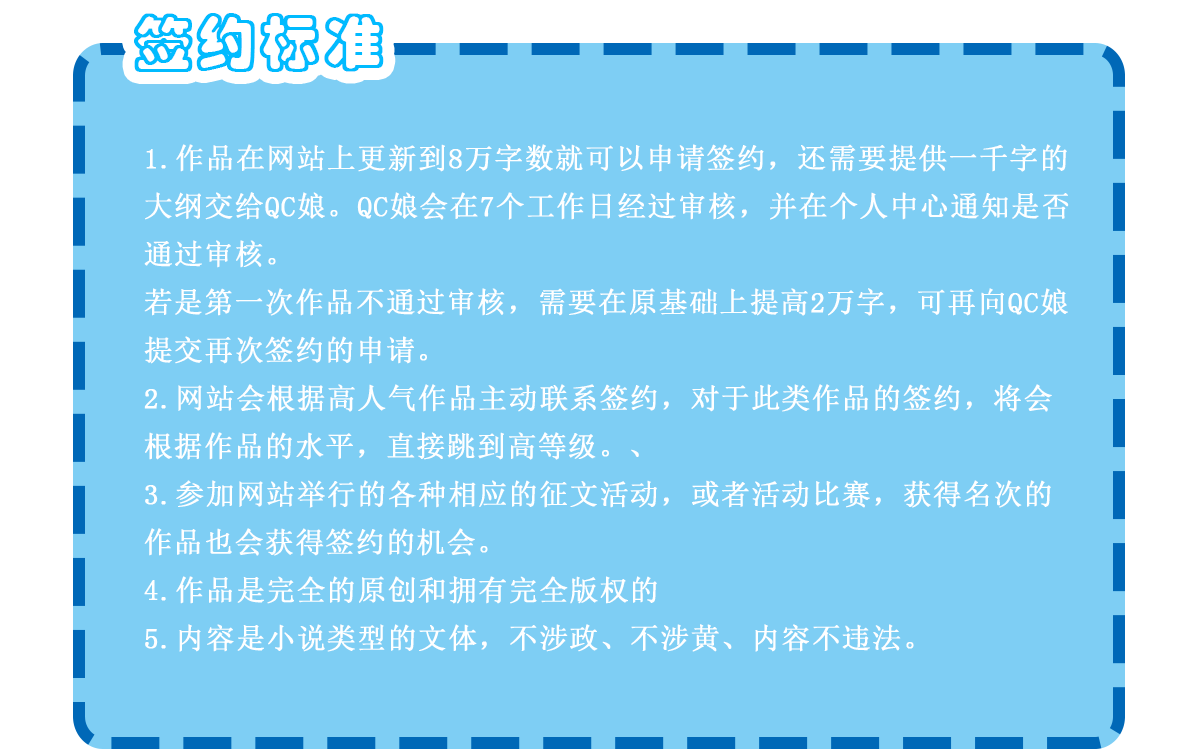 签约标准
1.作品在网站上更新到8万字数就可以申请签约，还需要提供一千字的
大纲交给QC娘。QC娘会在7个工作日经过审核，并在个人中心通知是否
通过审核。
若是第一次作品不通过审核，需要在原基础上提高2万字，可再向QC娘
提交再次签约的申请。
2.网站会根据高人气作品主动联系签约，对于此类作品的签约，将会
根据作品的水平，直接跳到高等级。、
3.参加网站举行的各种相应的征文活动，或者活动比赛，获得名次的
作品也会获得签约的机会。
4.作品是完全的原创和拥有完全版权的
5.内容是小说类型的文体，不涉政、不涉黄、内容不违法。